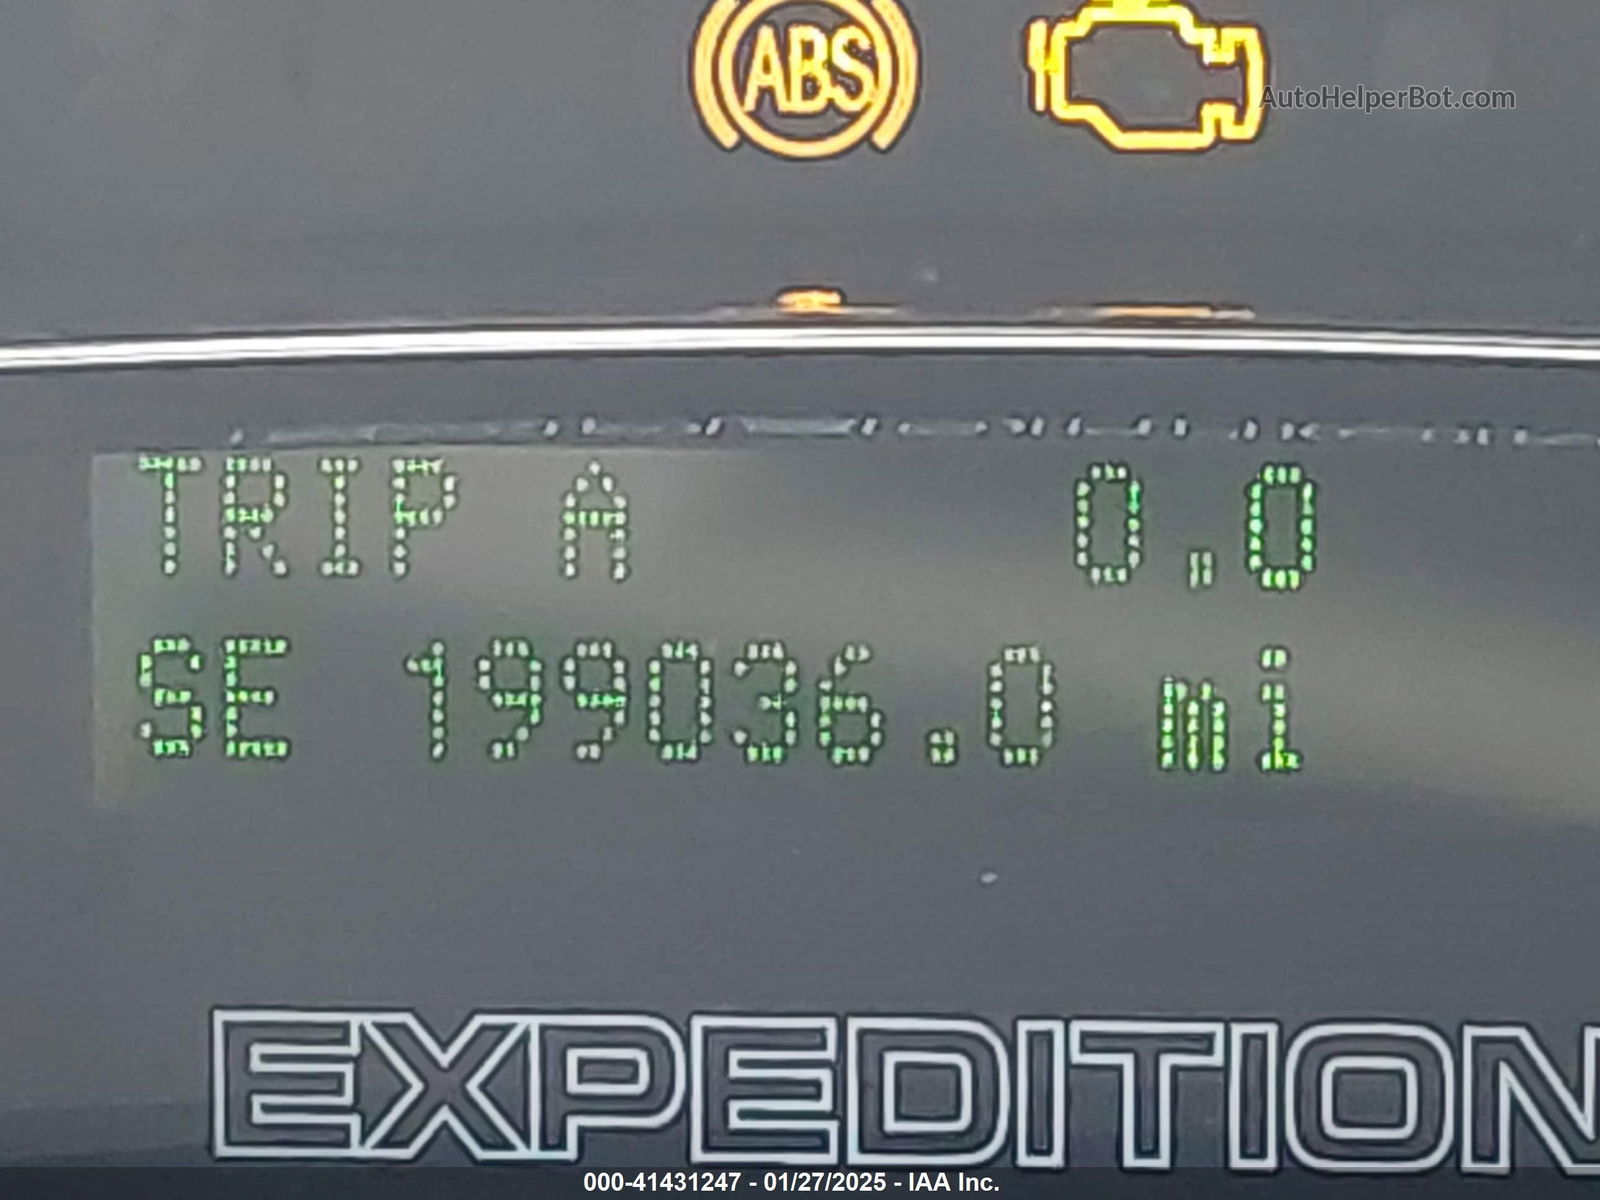 ABS
AutoHelperBot.com
TRIP A 0.0
SE 199036.0 mi
EXPEDITION
000-41431247 - 01/27/2025 - IAA Inc.